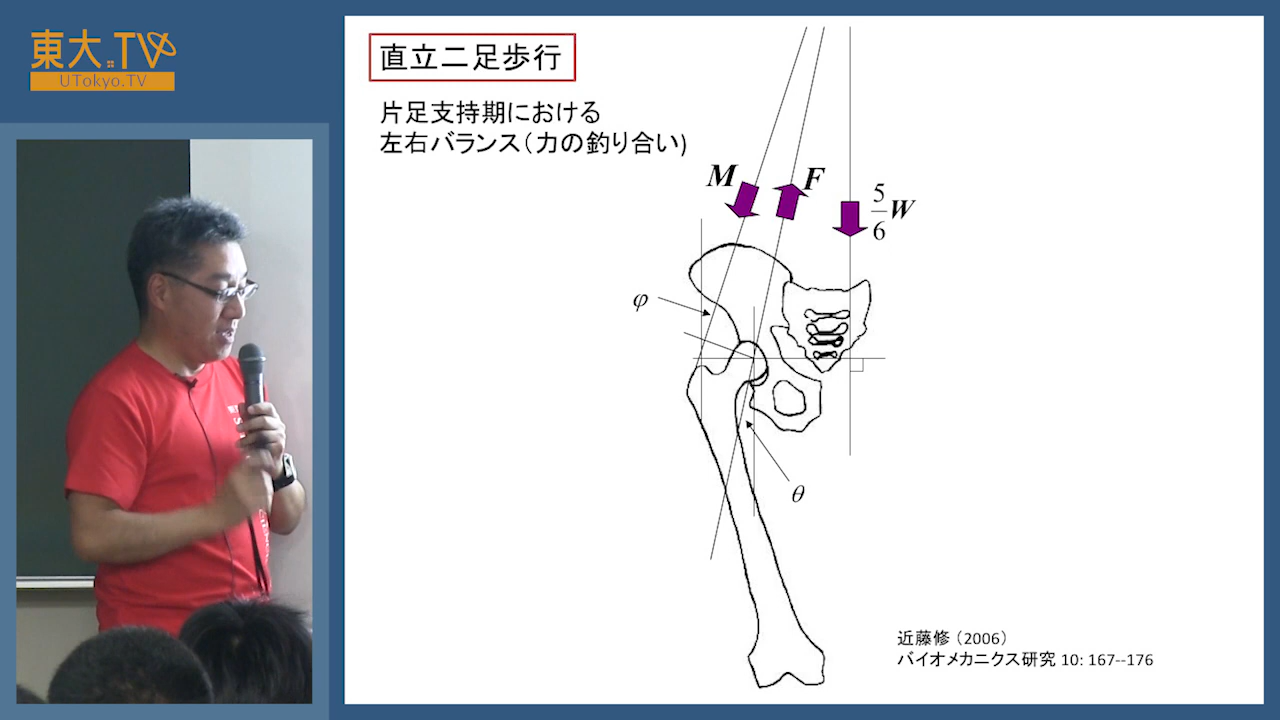 東大.TV
UTokyo.TV
直立二足歩行
片足支持期における
左右バランス（力の釣り合い)
M
F
5
6
W
φ
θ
近藤修（2006）
バイオメカニクス研究 10: 167--176